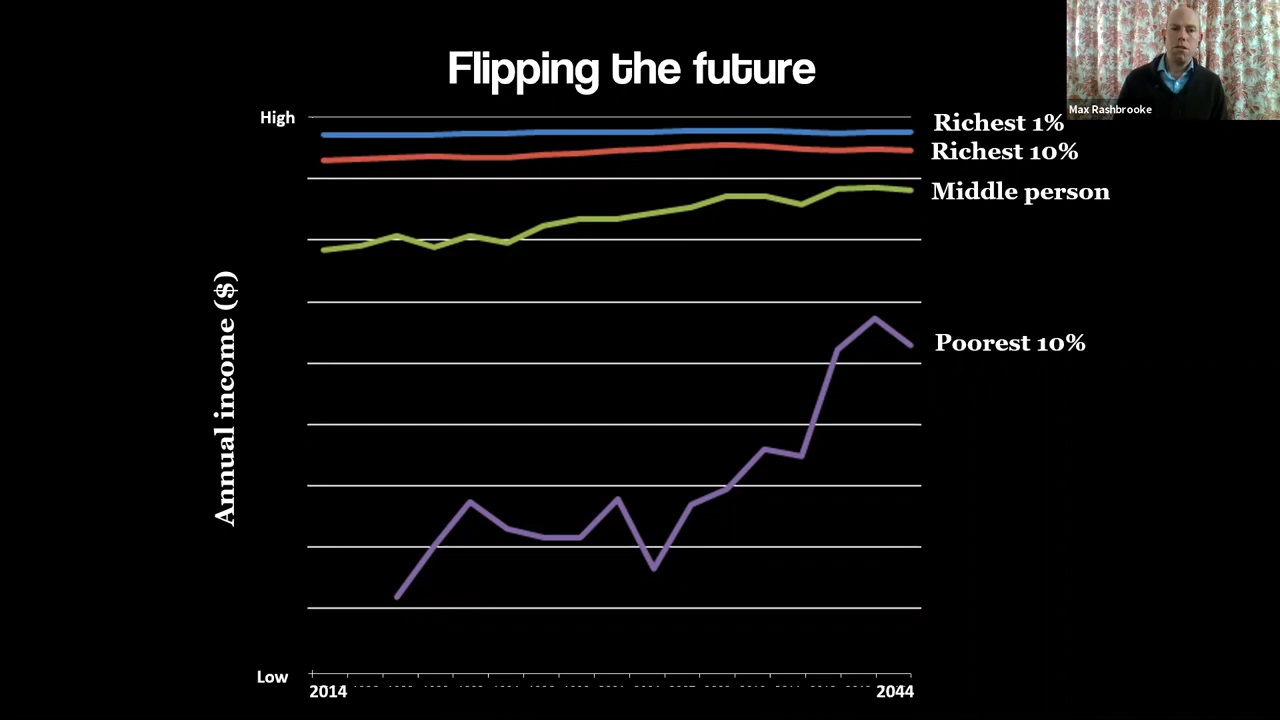 Flipping the future
Max Rashbrooke
High
Richest 1%
Richest 10%
Middle person
Annual income ($)
Poorest 10%
Low
2014
2044